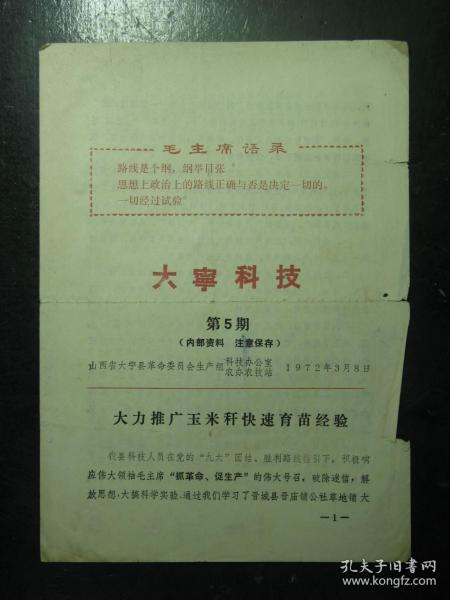 毛主席语录
路线是个纲，纲举目张。
思想上政治上的路线正确与否是决定一切的。
一切经过试验。
大寧科技
第5期
（内部资料 注意保存）
山西省大宁县革命委员会生产组 科技办公室 农办农技站 1972年3月8日
大力推广玉米秆快速育苗经验
我县科技人员在党的“九大”团结、胜利路线指引下，积极响
应伟大领袖毛主席“抓革命、促生产”的伟大号召，破除迷信，解
放思想，大搞科学实验，通过我们学习了晋城县晋庙铺公社草地铺大
—1—
孔夫子旧书网
www.kongfz.com